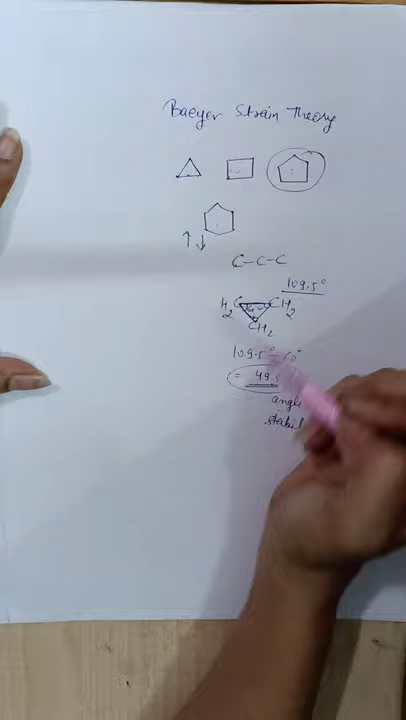 Baeyer Strain Theory
C-C-C
109.5°
H2C CH2
CH2
109.5° - 60°
= 49.
angle
stabil